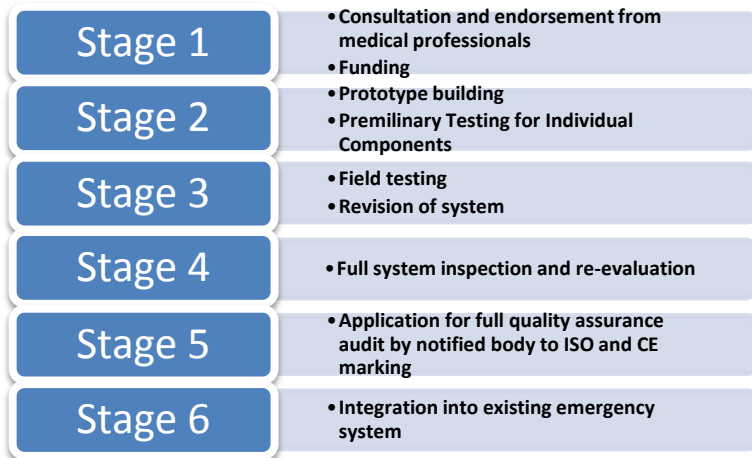 Stage 1
•Consultation and endorsement from
medical professionals
•Funding
Stage 2
•Prototype building
•Premilinary Testing for Individual
Components
Stage 3
•Field testing
•Revision of system
Stage 4
•Full system inspection and re-evaluation
Stage 5
•Application for full quality assurance
audit by notified body to ISO and CE
marking
Stage 6
•Integration into existing emergency
system